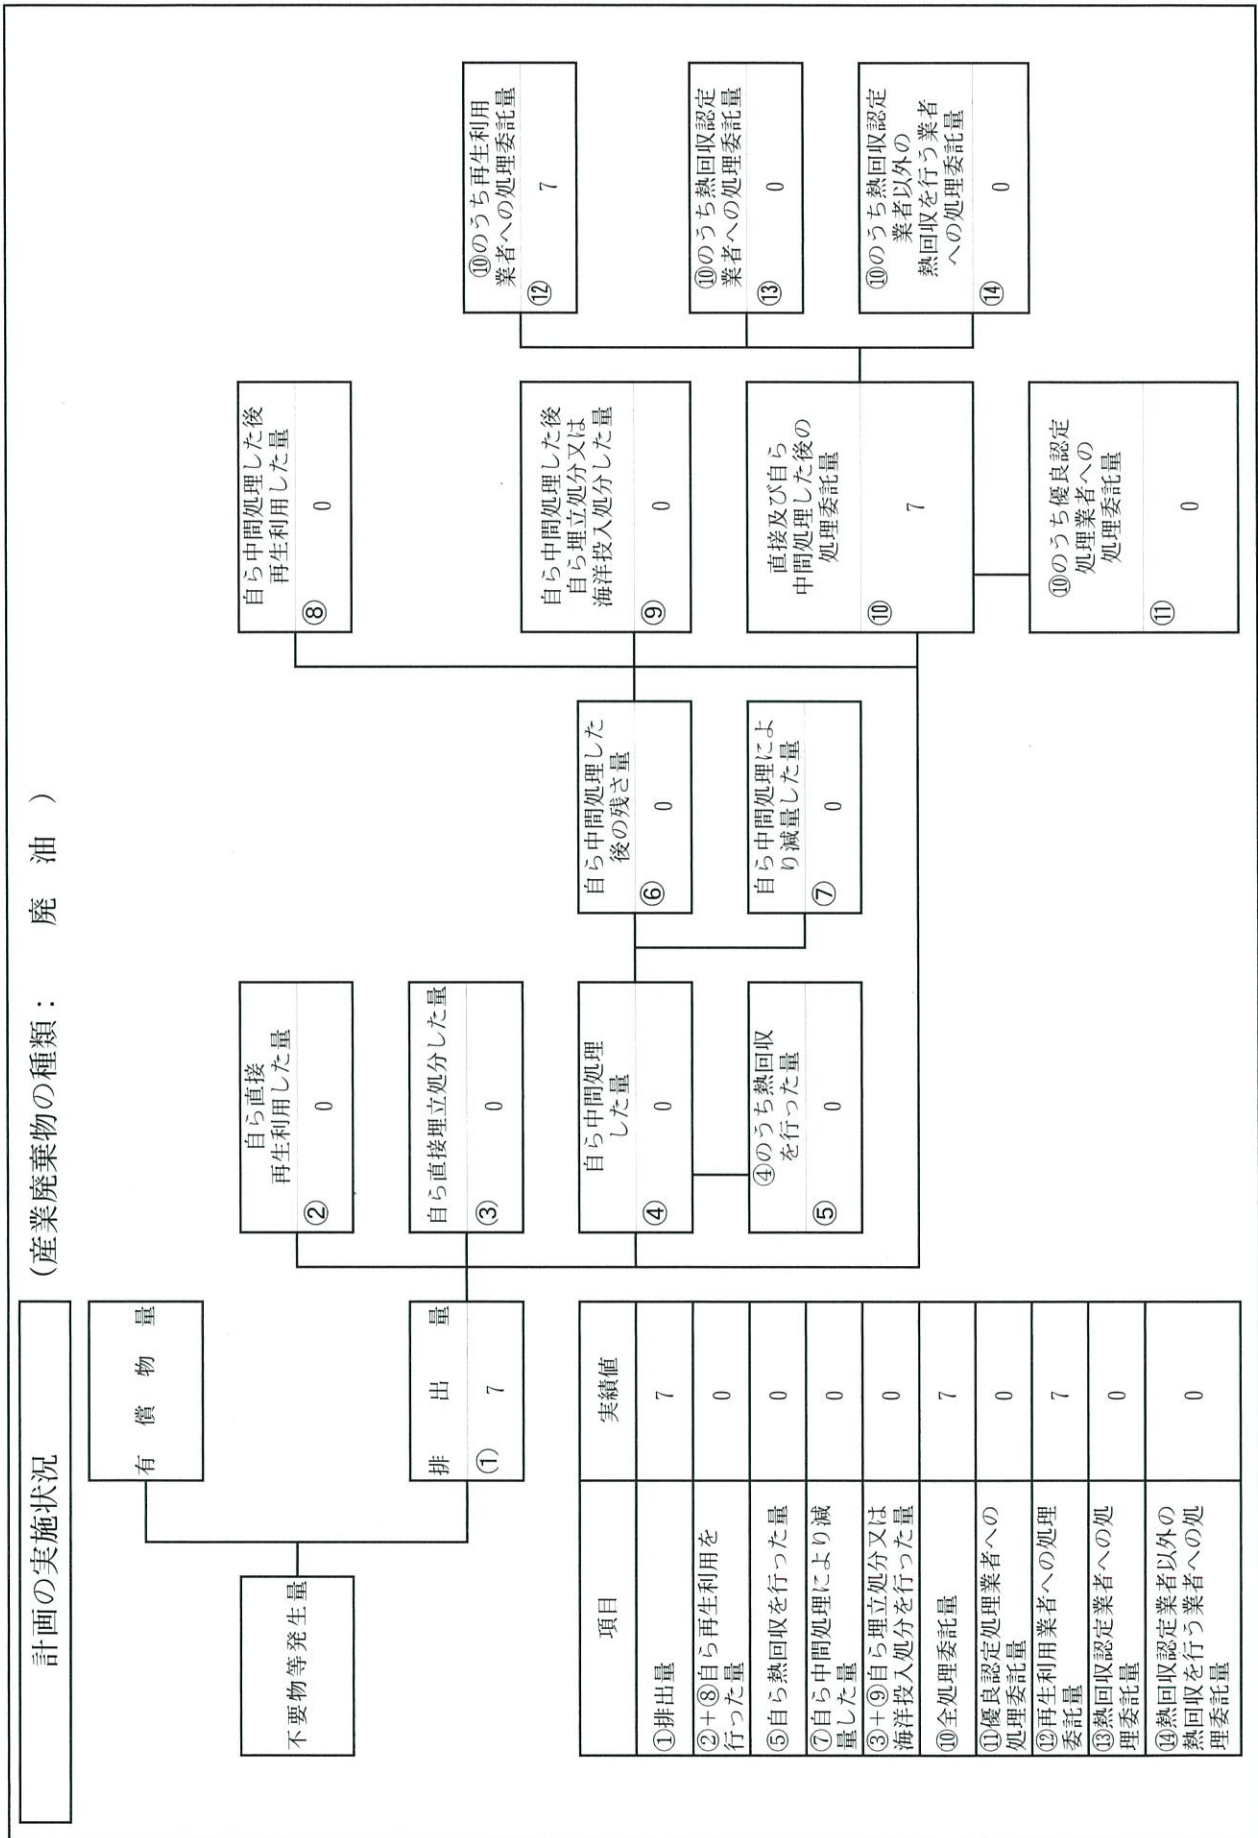 計画の実施状況
(産業廃棄物の種類： 廃 油 )
不要物等発生量
有 償 物 量
排 出 量
① 7
自ら直接
再生利用した量
② 0
自ら直接埋立処分した量
③ 0
自ら中間処理
した量
④ 0
④のうち熱回収
を行った量
⑤ 0
自ら中間処理した
後の残さ量
⑥ 0
自ら中間処理によ
り減量した量
⑦ 0
自ら中間処理した後
再生利用した量
⑧ 0
自ら中間処理した後
自ら埋立処分又は
海洋投入処分した量
⑨ 0
直接及び自ら
中間処理した後の
処理委託量
⑩ 7
⑩のうち優良認定
処理業者への
処理委託量
⑪ 0
⑩のうち再生利用
業者への処理委託量
⑫ 7
⑩のうち熱回収認定
業者への処理委託量
⑬ 0
⑩のうち熱回収認定
業者以外の
熱回収を行う業者
への処理委託量
⑭ 0
項目 実績値
①排出量 7
②+⑧自ら再生利用を
行った量 0
⑤自ら熱回収を行った量 0
⑦自ら中間処理により減
量した量 0
③+⑨自ら埋立処分又は
海洋投入処分を行った量 0
⑩全処理委託量 7
⑪優良認定処理業者への
処理委託量 0
⑫再生利用業者への処理
委託量 7
⑬熱回収認定業者への処
理委託量 0
⑭熱回収認定業者以外の
熱回収を行う業者への処
理委託量 0